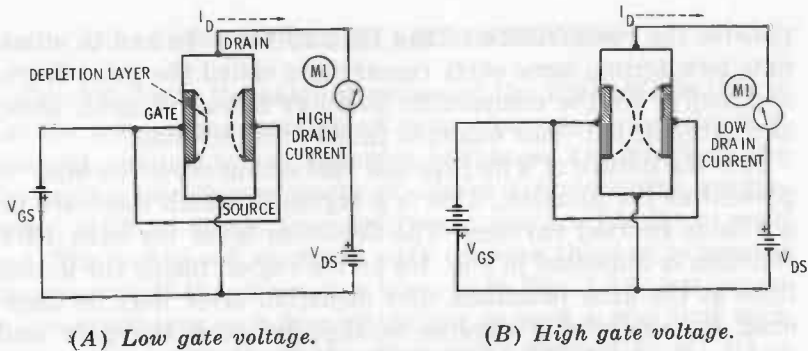 I_D
DRAIN
DEPLETION LAYER
GATE
M1
HIGH
DRAIN
CURRENT
SOURCE
V_GS
+
V_DS
(A) Low gate voltage.
I_D
M1
LOW
DRAIN
CURRENT
V_GS
+
V_DS
(B) High gate voltage.